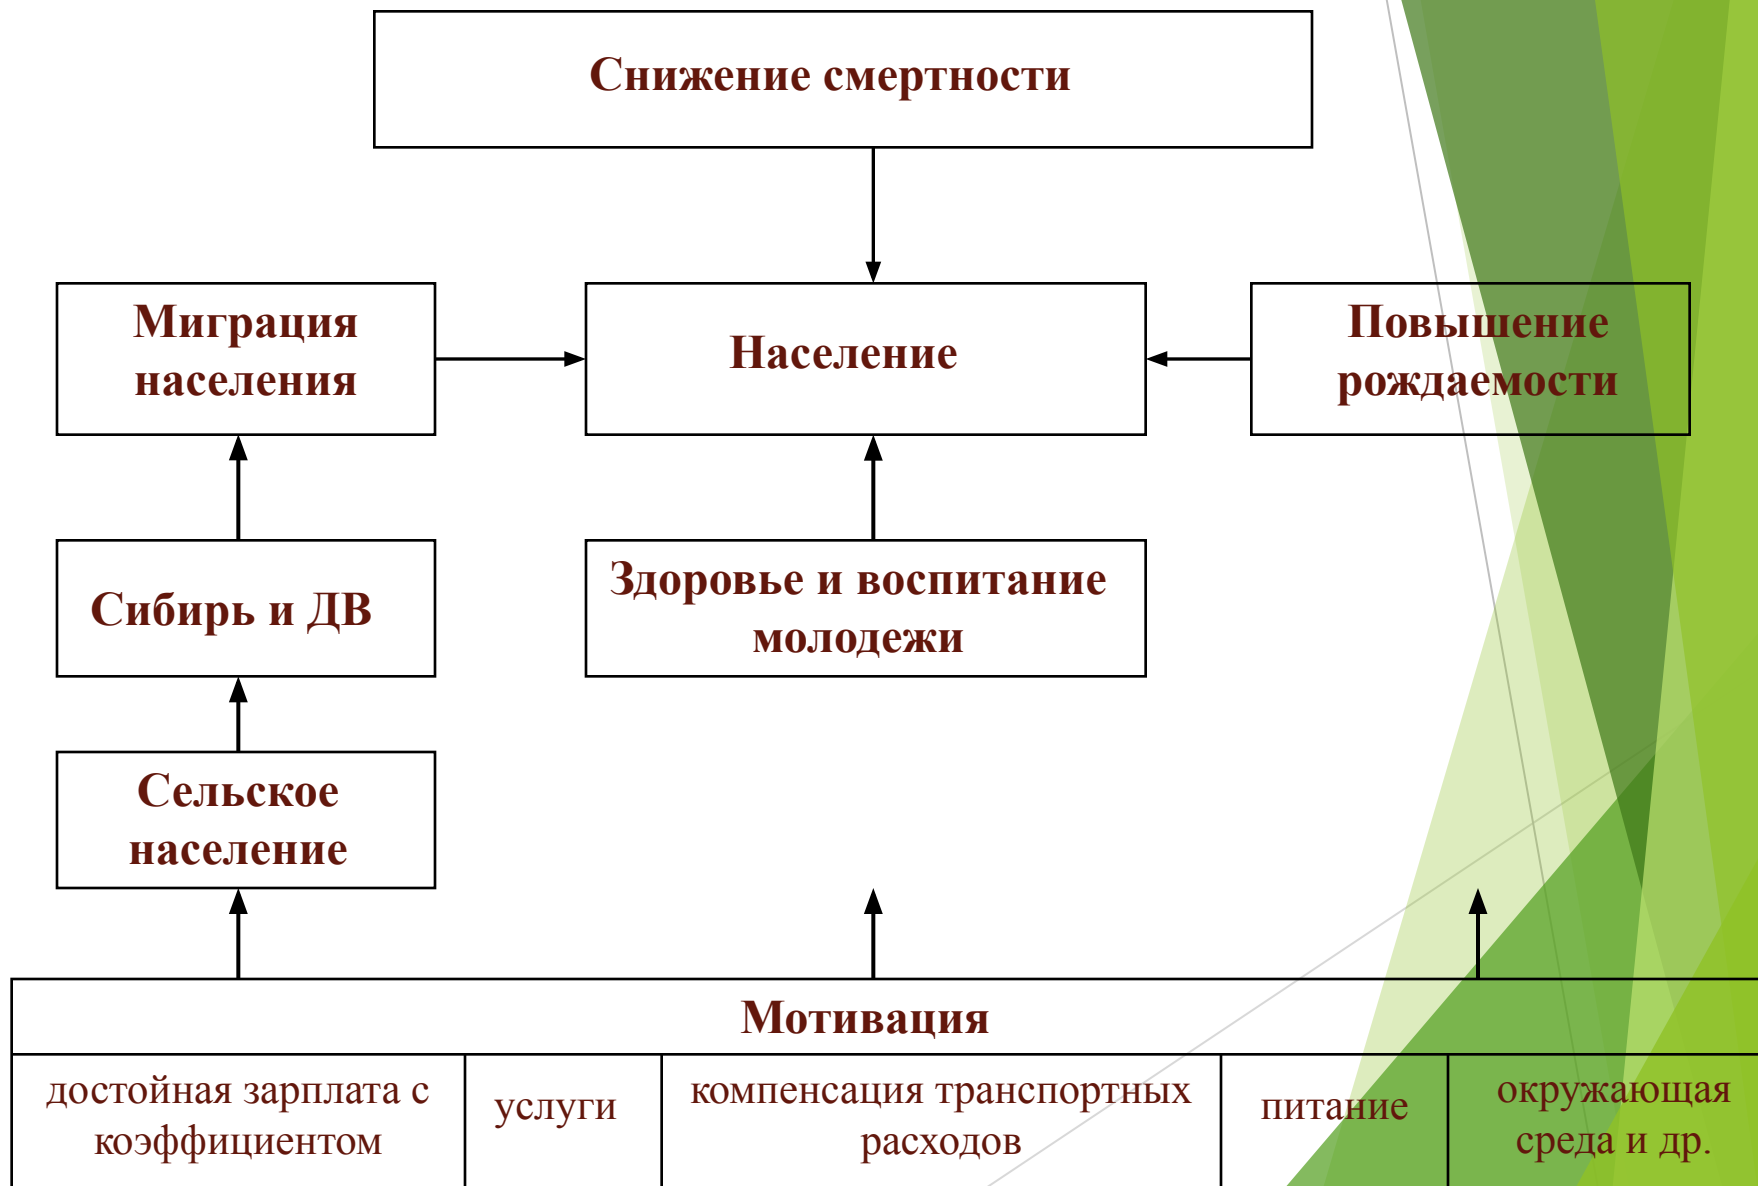 Снижение смертности
Миграция
населения
Население
Повышение
рождаемости
Сибирь и ДВ
Здоровье и воспитание
молодежи
Сельское
население
Мотивация
достойная зарплата с
коэффициентом
услуги
компенсация транспортных
расходов
питание
окружающая
среда и др.